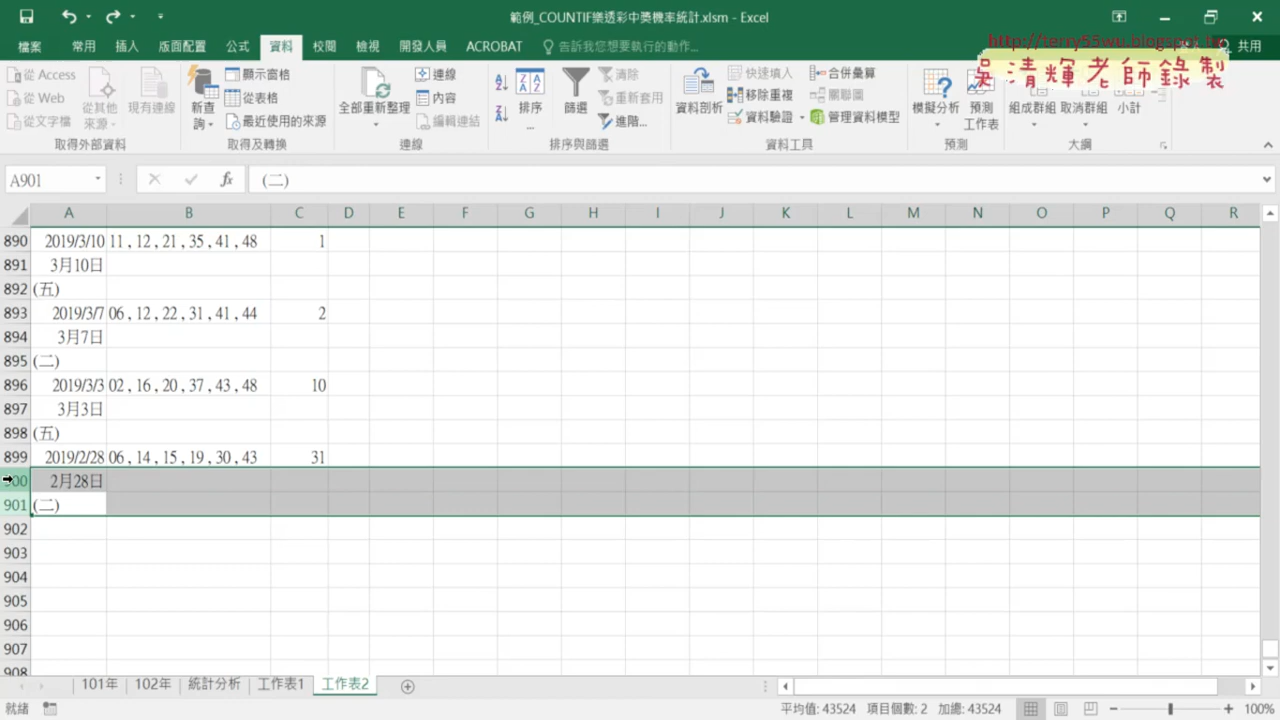 範例_COUNTIF樂透彩中獎機率統計.xlsm - Excel
http://terry55wu.blogspot.tw
吳清輝老師錄製
檔案 常用 插入 版面配置 公式 資料 校閱 檢視 開發人員 ACROBAT 告訴我您想要執行的動作... 共用
從 Access
從 Web
從文字檔
從其他來源
現有連線
取得外部資料
新查詢
顯示窗格
從表格
最近使用的來源
取得及轉換
全部重新整理
連線
內容
編輯連結
連線
排序...
篩選
清除
重新套用
進階...
排序與篩選
資料剖析
快速填入
移除重複
資料驗證
合併彙算
關聯圖
管理資料模型
資料工具
模擬分析
預測工作表
預測
組成群組
取消群組
小計
大綱
A901 fx (二)
A B C D E F G H I J K L M N O P Q R
890 2019/3/10 11 , 12 , 21 , 35 , 41 , 48 1
891 3月10日
892 (五)
893 2019/3/7 06 , 12 , 22 , 31 , 41 , 44 2
894 3月7日
895 (二)
896 2019/3/3 02 , 16 , 20 , 37 , 43 , 48 10
897 3月3日
898 (五)
899 2019/2/28 06 , 14 , 15 , 19 , 30 , 43 31
900 2月28日
901 (二)
902
903
904
905
906
907
908
101年 102年 統計分析 工作表1 工作表2
就緒 平均值: 43524 項目個數: 2 加總: 43524 100%